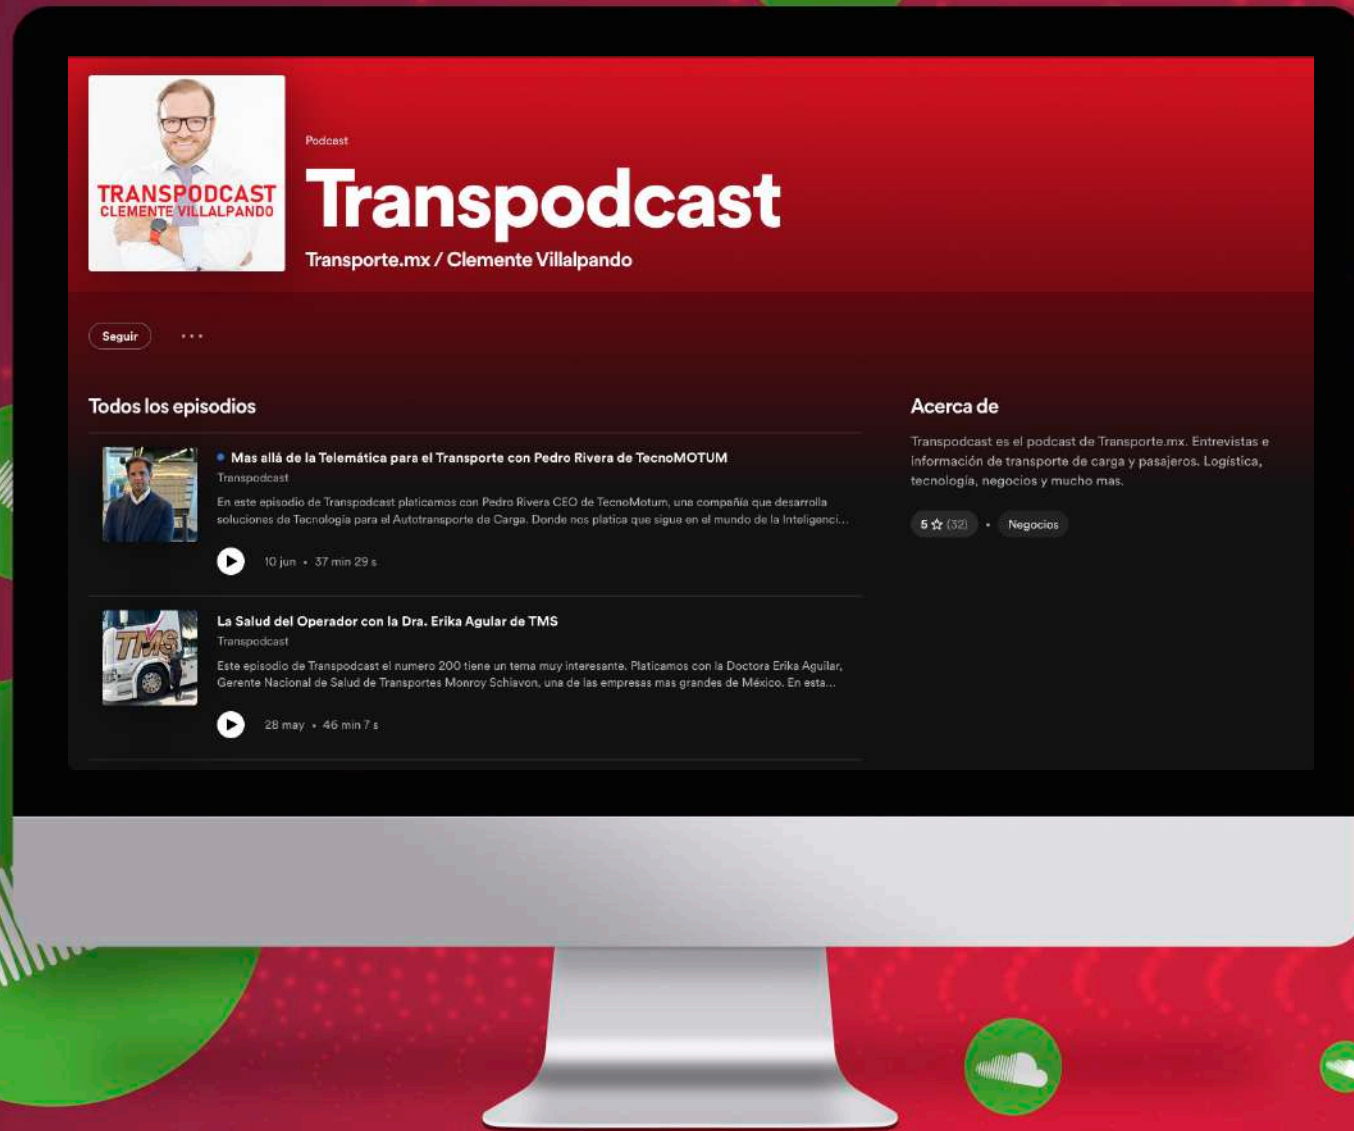 TRANSPODCAST
CLEMENTE VILLALPANDO
Podcast
Transpodcast
Transporte.mx / Clemente Villalpando
Seguir
Todos los episodios
Mas allá de la Telemática para el Transporte con Pedro Rivera de TecnoMOTUM
Transpodcast
En este episodio de Transpodcast platicamos con Pedro Rivera CEO de TecnoMotum, una compañía que desarrolla
soluciones de Tecnología para el Autotransporte de Carga. Donde nos platica que sigue en el mundo de la Inteligenci...
10 jun • 37 min 29 s
TMS
La Salud del Operador con la Dra. Erika Agular de TMS
Transpodcast
Este episodio de Transpodcast el numero 200 tiene un tema muy interesante. Platicamos con la Doctora Erika Aguilar,
Gerente Nacional de Salud de Transportes Monroy Schiavon, una de las empresas mas grandes de México. En esta...
28 may • 46 min 7 s
Acerca de
Transpodcast es el podcast de Transporte.mx. Entrevistas e
información de transporte de carga y pasajeros. Logística,
tecnología, negocios y mucho mas.
5 ☆ (32) • Negocios